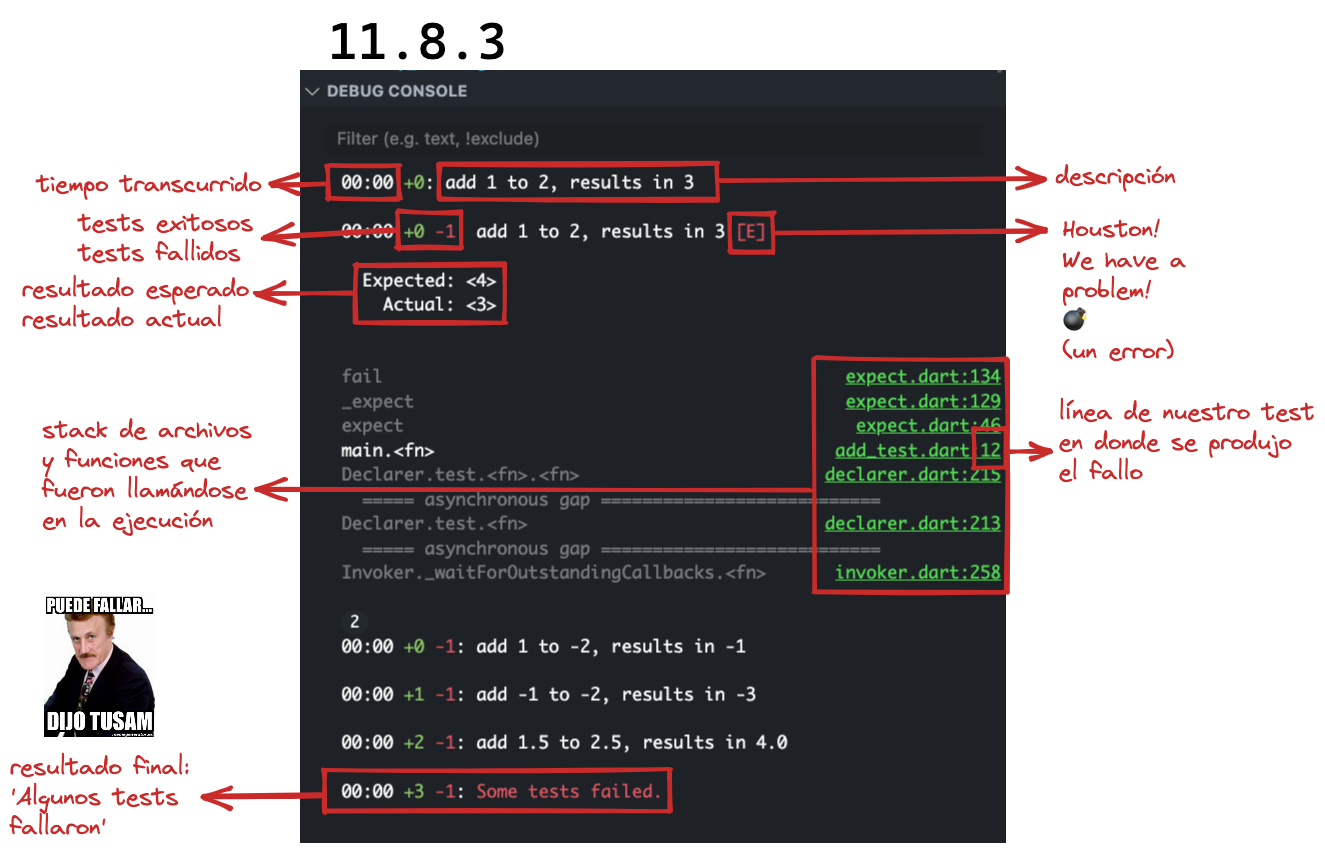 11.8.3
DEBUG CONSOLE
Filter (e.g. text, !exclude)
tiempo transcurrido
00:00 +0: add 1 to 2, results in 3
descripción
tests exitosos
tests fallidos
00:00 +0 -1 add 1 to 2, results in 3 [E]
Houston!
We have a
problem!
💣
(un error)
resultado esperado
resultado actual
Expected: <4>
Actual: <3>
fail expect.dart:134
_expect expect.dart:129
expect expect.dart:46
main.<fn> add_test.dart:12
Declarer.test.<fn>.<fn> declarer.dart:215
===== asynchronous gap ===========================
Declarer.test.<fn> declarer.dart:213
===== asynchronous gap ===========================
Invoker._waitForOutstandingCallbacks.<fn> invoker.dart:258
línea de nuestro test
en donde se produjo
el fallo
stack de archivos
y funciones que
fueron llamándose
en la ejecución
2
00:00 +0 -1: add 1 to -2, results in -1
00:00 +1 -1: add -1 to -2, results in -3
00:00 +2 -1: add 1.5 to 2.5, results in 4.0
00:00 +3 -1: Some tests failed.
PUEDE FALLAR...
DIJO TUSAM
resultado final:
'Algunos tests
fallaron'